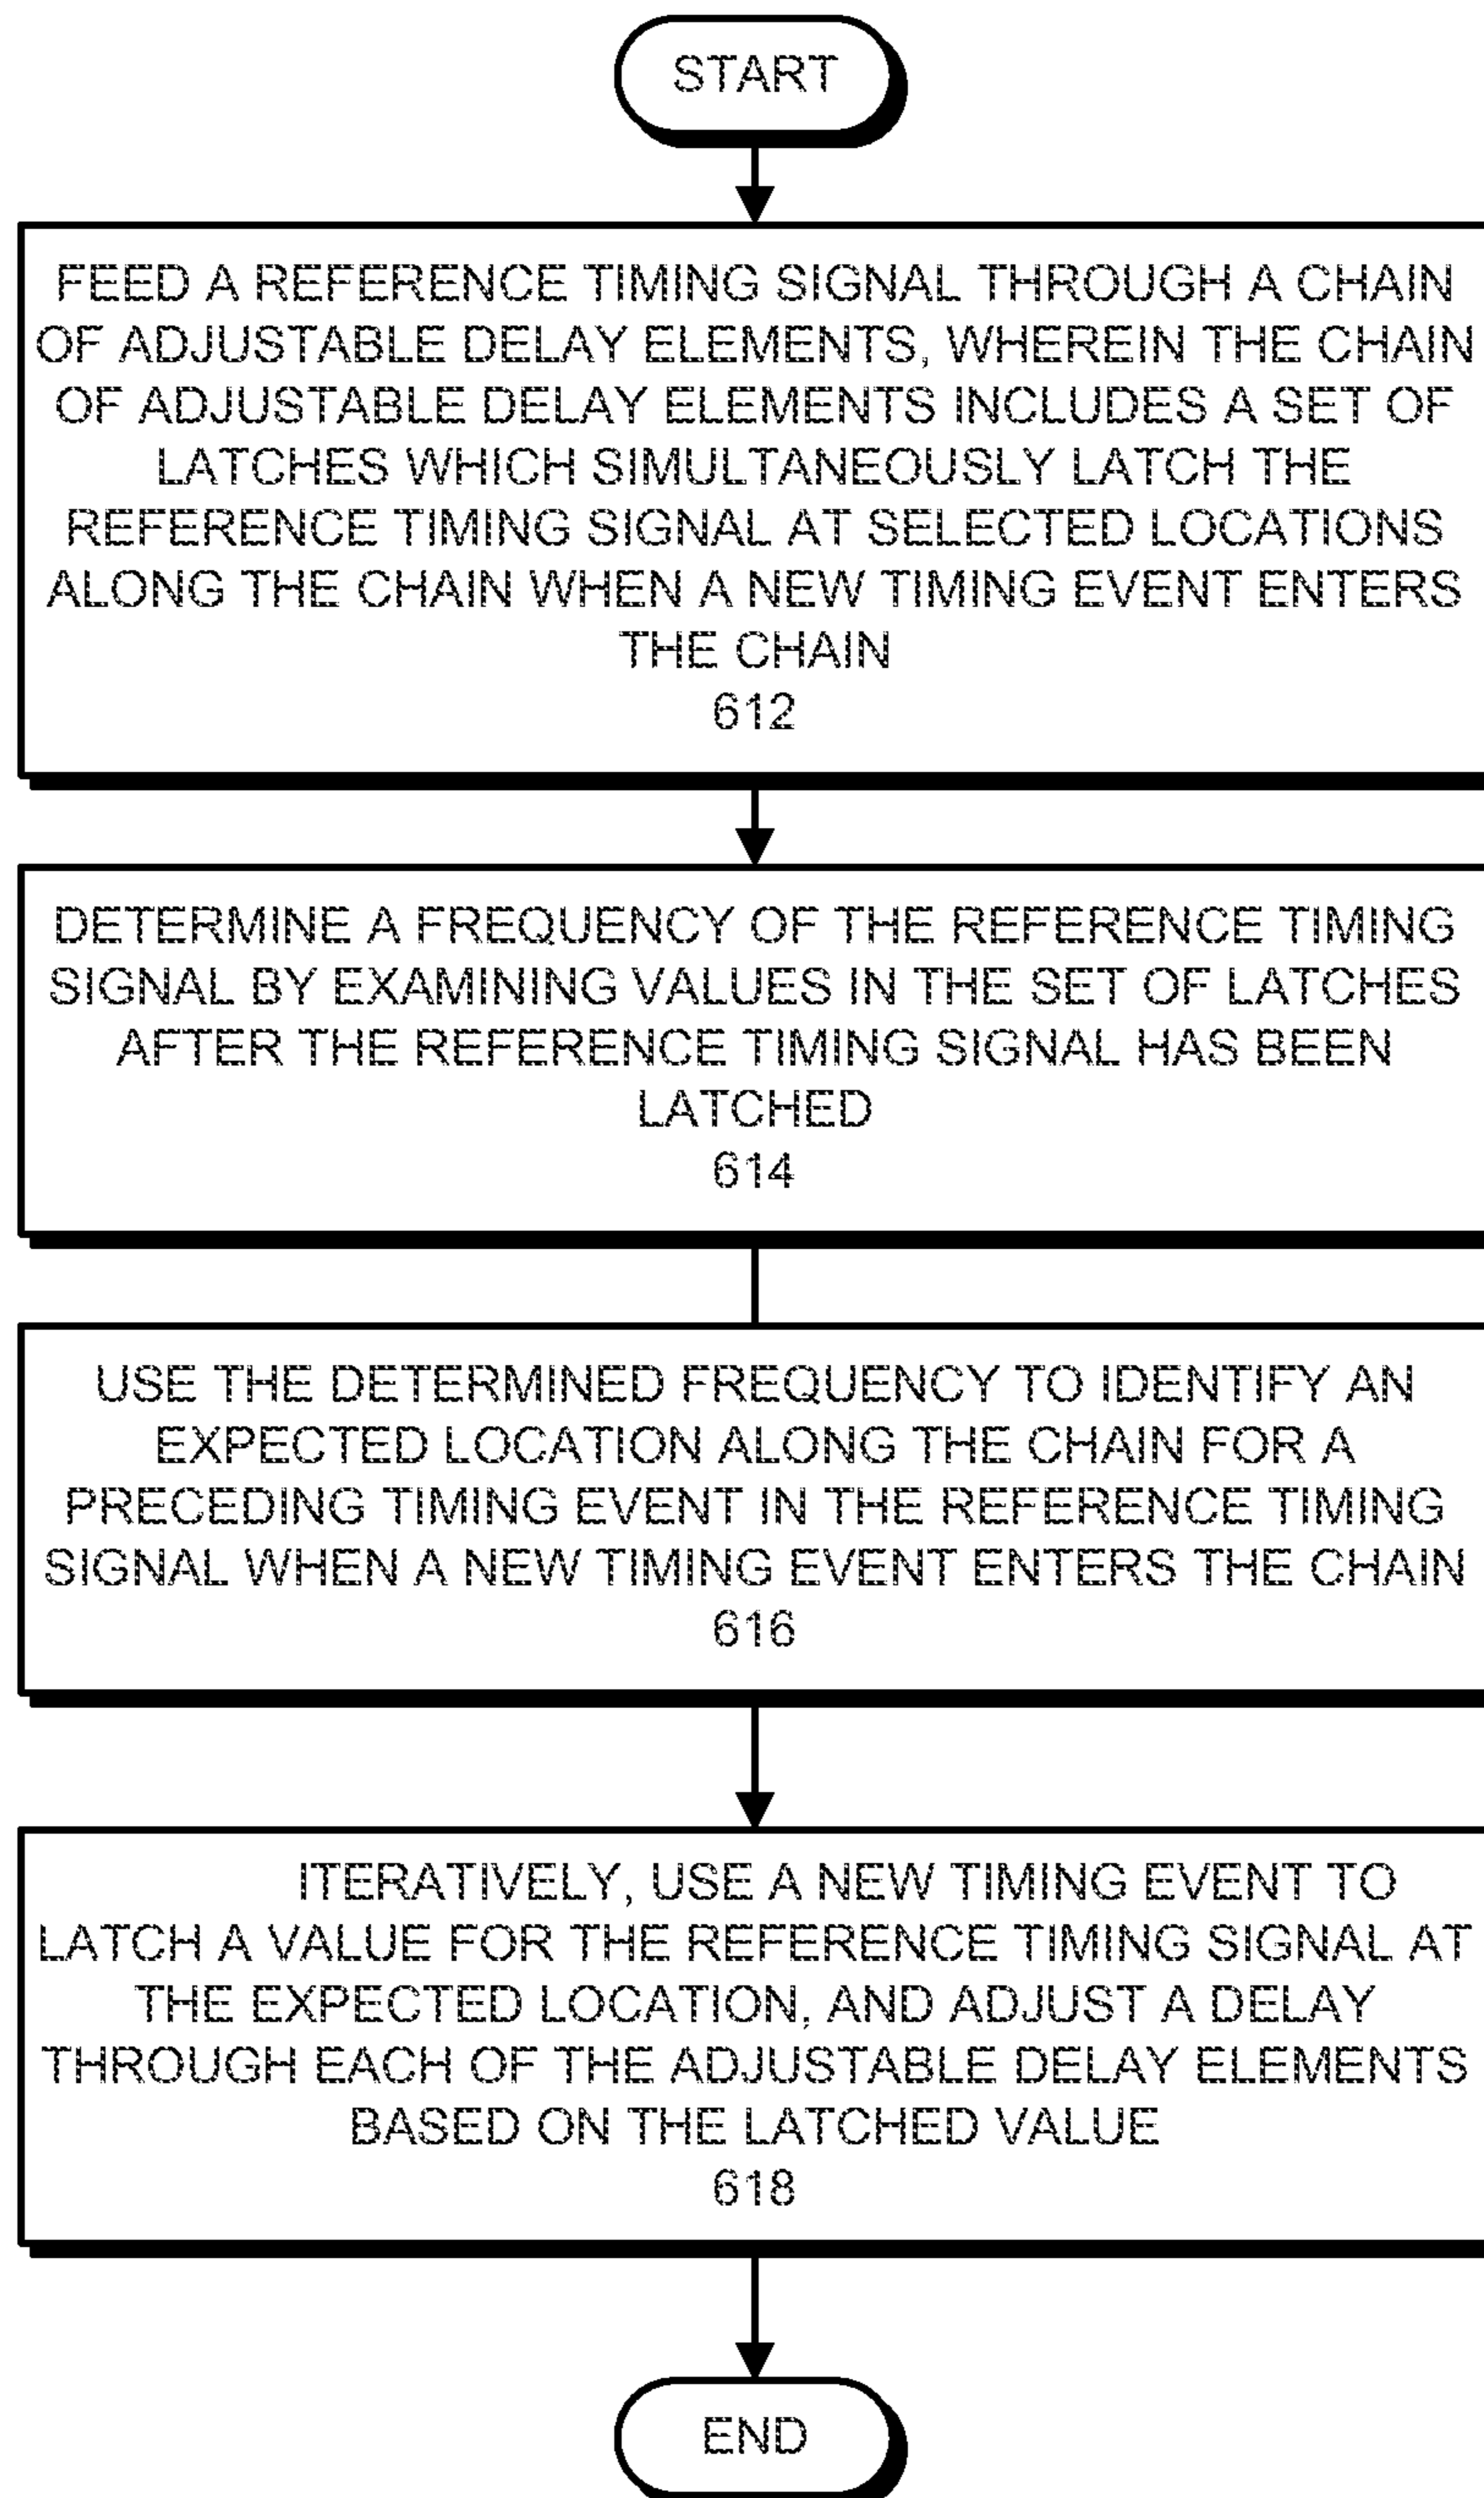 START
FEED A REFERENCE TIMING SIGNAL THROUGH A CHAIN
OF ADJUSTABLE DELAY ELEMENTS, WHEREIN THE CHAIN
OF ADJUSTABLE DELAY ELEMENTS INCLUDES A SET OF
LATCHES WHICH SIMULTANEOUSLY LATCH THE
REFERENCE TIMING SIGNAL AT SELECTED LOCATIONS
ALONG THE CHAIN WHEN A NEW TIMING EVENT ENTERS
THE CHAIN
612
DETERMINE A FREQUENCY OF THE REFERENCE TIMING
SIGNAL BY EXAMINING VALUES IN THE SET OF LATCHES
AFTER THE REFERENCE TIMING SIGNAL HAS BEEN
LATCHED
614
USE THE DETERMINED FREQUENCY TO IDENTIFY AN
EXPECTED LOCATION ALONG THE CHAIN FOR A
PRECEDING TIMING EVENT IN THE REFERENCE TIMING
SIGNAL WHEN A NEW TIMING EVENT ENTERS THE CHAIN
616
ITERATIVELY, USE A NEW TIMING EVENT TO
LATCH A VALUE FOR THE REFERENCE TIMING SIGNAL AT
THE EXPECTED LOCATION, AND ADJUST A DELAY
THROUGH EACH OF THE ADJUSTABLE DELAY ELEMENTS
BASED ON THE LATCHED VALUE
618
END